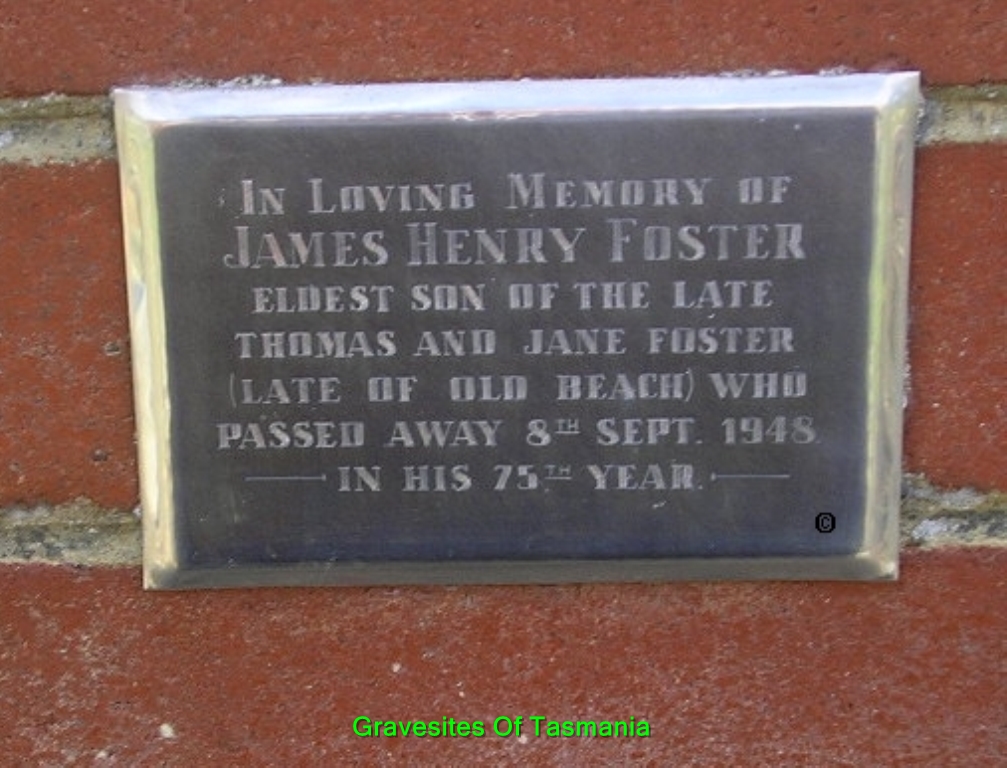 In Loving Memory of
James Henry Foster
ELDEST SON OF THE LATE
THOMAS AND JANE FOSTER
(LATE OF OLD BEACH) WHO
PASSED AWAY 8TH SEPT. 1948
IN HIS 75TH YEAR.
©
Gravesites Of Tasmania